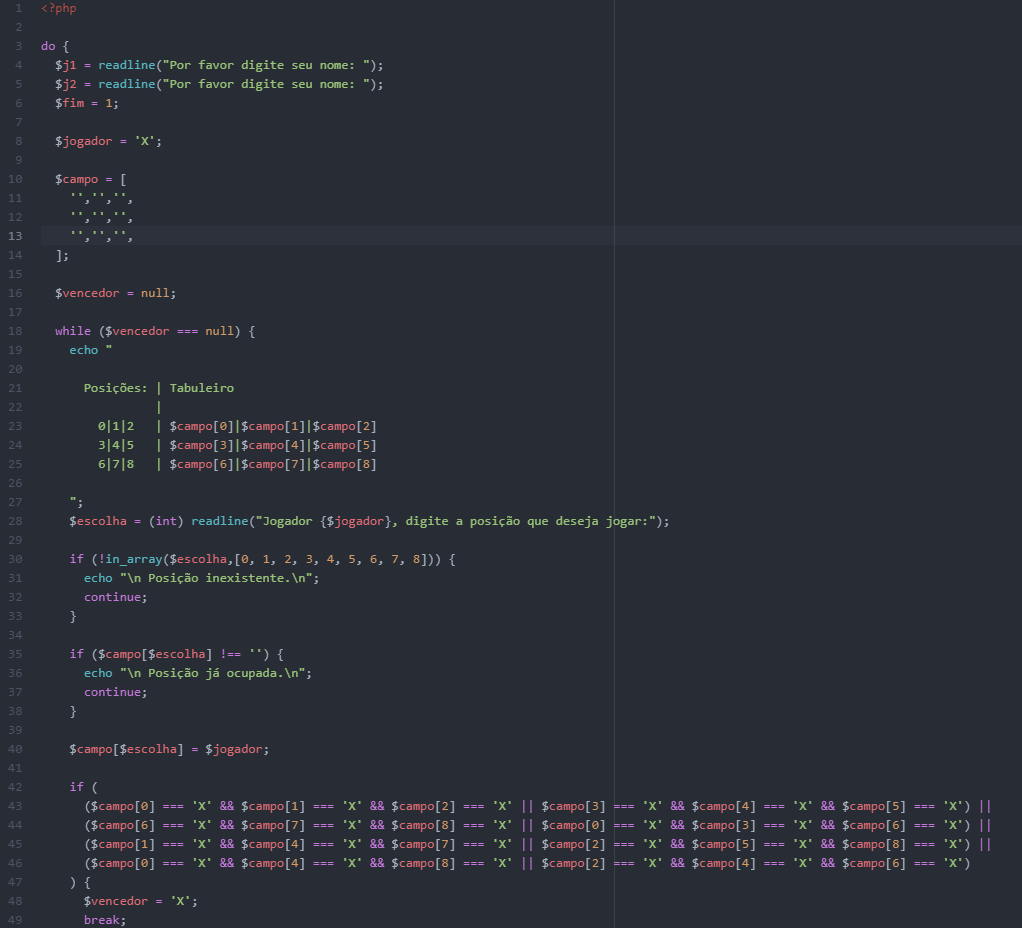 1 <?php
2
3 do {
4 $j1 = readline("Por favor digite seu nome: ");
5 $j2 = readline("Por favor digite seu nome: ");
6 $fim = 1;
7
8 $jogador = 'X';
9
10 $campo = [
11 '','','',
12 '','','',
13 '','','',
14 ];
15
16 $vencedor = null;
17
18 while ($vencedor === null) {
19 echo "
20
21 Posições: | Tabuleiro
22 |
23 0|1|2 | $campo[0]|$campo[1]|$campo[2]
24 3|4|5 | $campo[3]|$campo[4]|$campo[5]
25 6|7|8 | $campo[6]|$campo[7]|$campo[8]
26
27 ";
28 $escolha = (int) readline("Jogador {$jogador}, digite a posição que deseja jogar:");
29
30 if (!in_array($escolha,[0, 1, 2, 3, 4, 5, 6, 7, 8])) {
31 echo "\n Posição inexistente.\n";
32 continue;
33 }
34
35 if ($campo[$escolha] !== '') {
36 echo "\n Posição já ocupada.\n";
37 continue;
38 }
39
40 $campo[$escolha] = $jogador;
41
42 if (
43 ($campo[0] === 'X' && $campo[1] === 'X' && $campo[2] === 'X' || $campo[3] === 'X' && $campo[4] === 'X' && $campo[5] === 'X') ||
44 ($campo[6] === 'X' && $campo[7] === 'X' && $campo[8] === 'X' || $campo[0] === 'X' && $campo[3] === 'X' && $campo[6] === 'X') ||
45 ($campo[1] === 'X' && $campo[4] === 'X' && $campo[7] === 'X' || $campo[2] === 'X' && $campo[5] === 'X' && $campo[8] === 'X') ||
46 ($campo[0] === 'X' && $campo[4] === 'X' && $campo[8] === 'X' || $campo[2] === 'X' && $campo[4] === 'X' && $campo[6] === 'X')
47 ) {
48 $vencedor = 'X';
49 break;